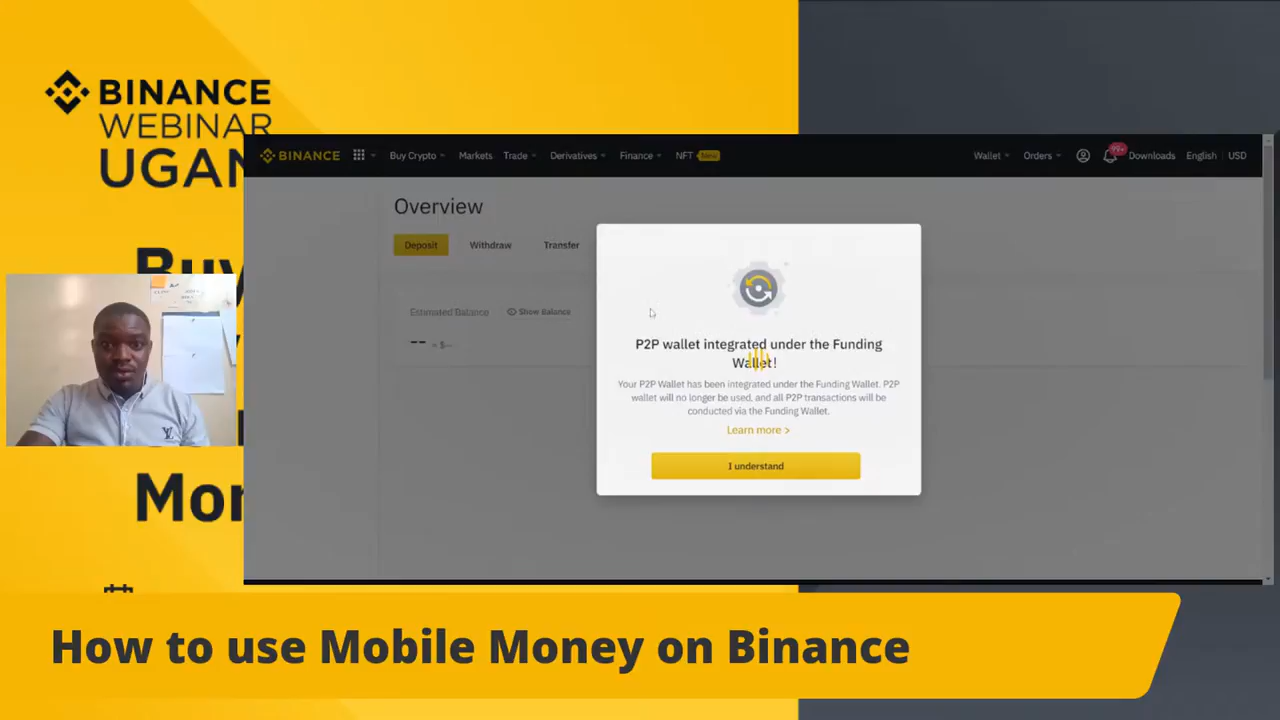 BINANCE
WEBINAR
UGAN
Buy
Mon
BINANCE Buy Crypto Markets Trade Derivatives Finance NFT New Wallet Orders 99+ Downloads English USD
Overview
Deposit Withdraw Transfer
Estimated Balance Show Balance
-- ≈ $--
P2P wallet integrated under the Funding
Wallet!
Your P2P Wallet has been integrated under the Funding Wallet. P2P
wallet will no longer be used, and all P2P transactions will be
conducted via the Funding Wallet.
Learn more >
I understand
How to use Mobile Money on Binance